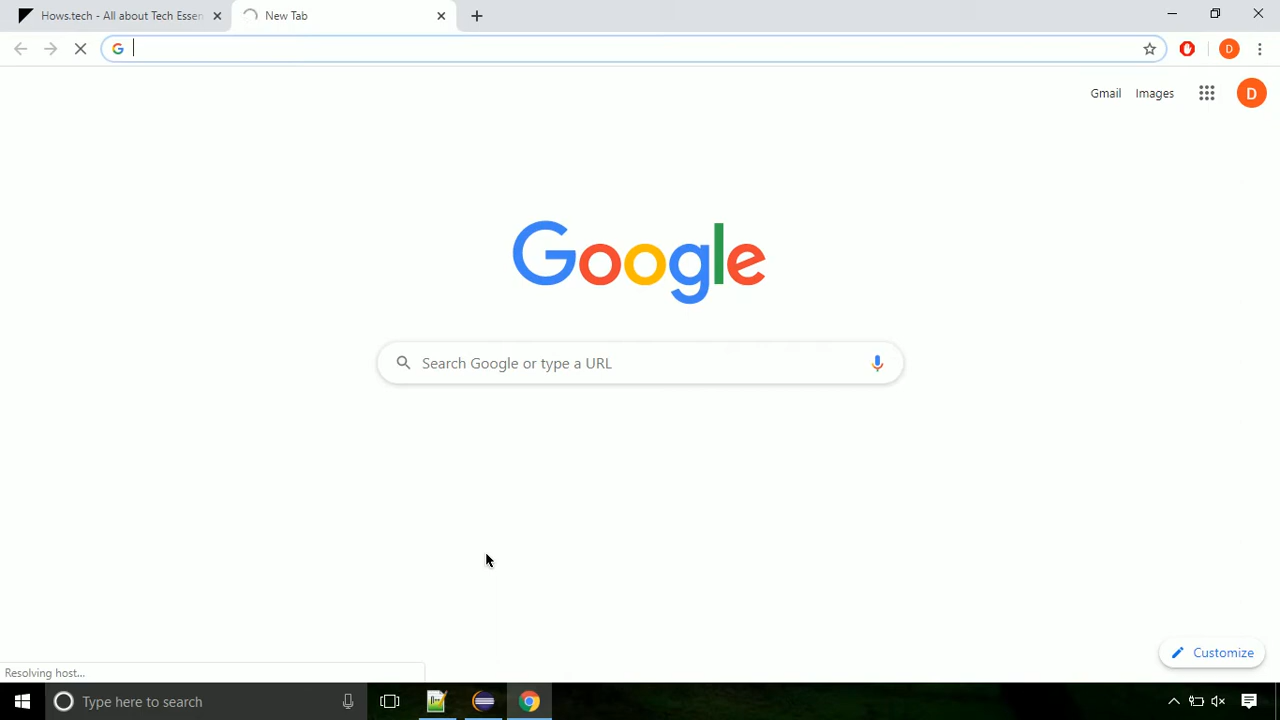 Hows.tech - All about Tech Essen
New Tab
D
Gmail
Images
D
Google
Search Google or type a URL
Customize
Resolving host...
Type here to search